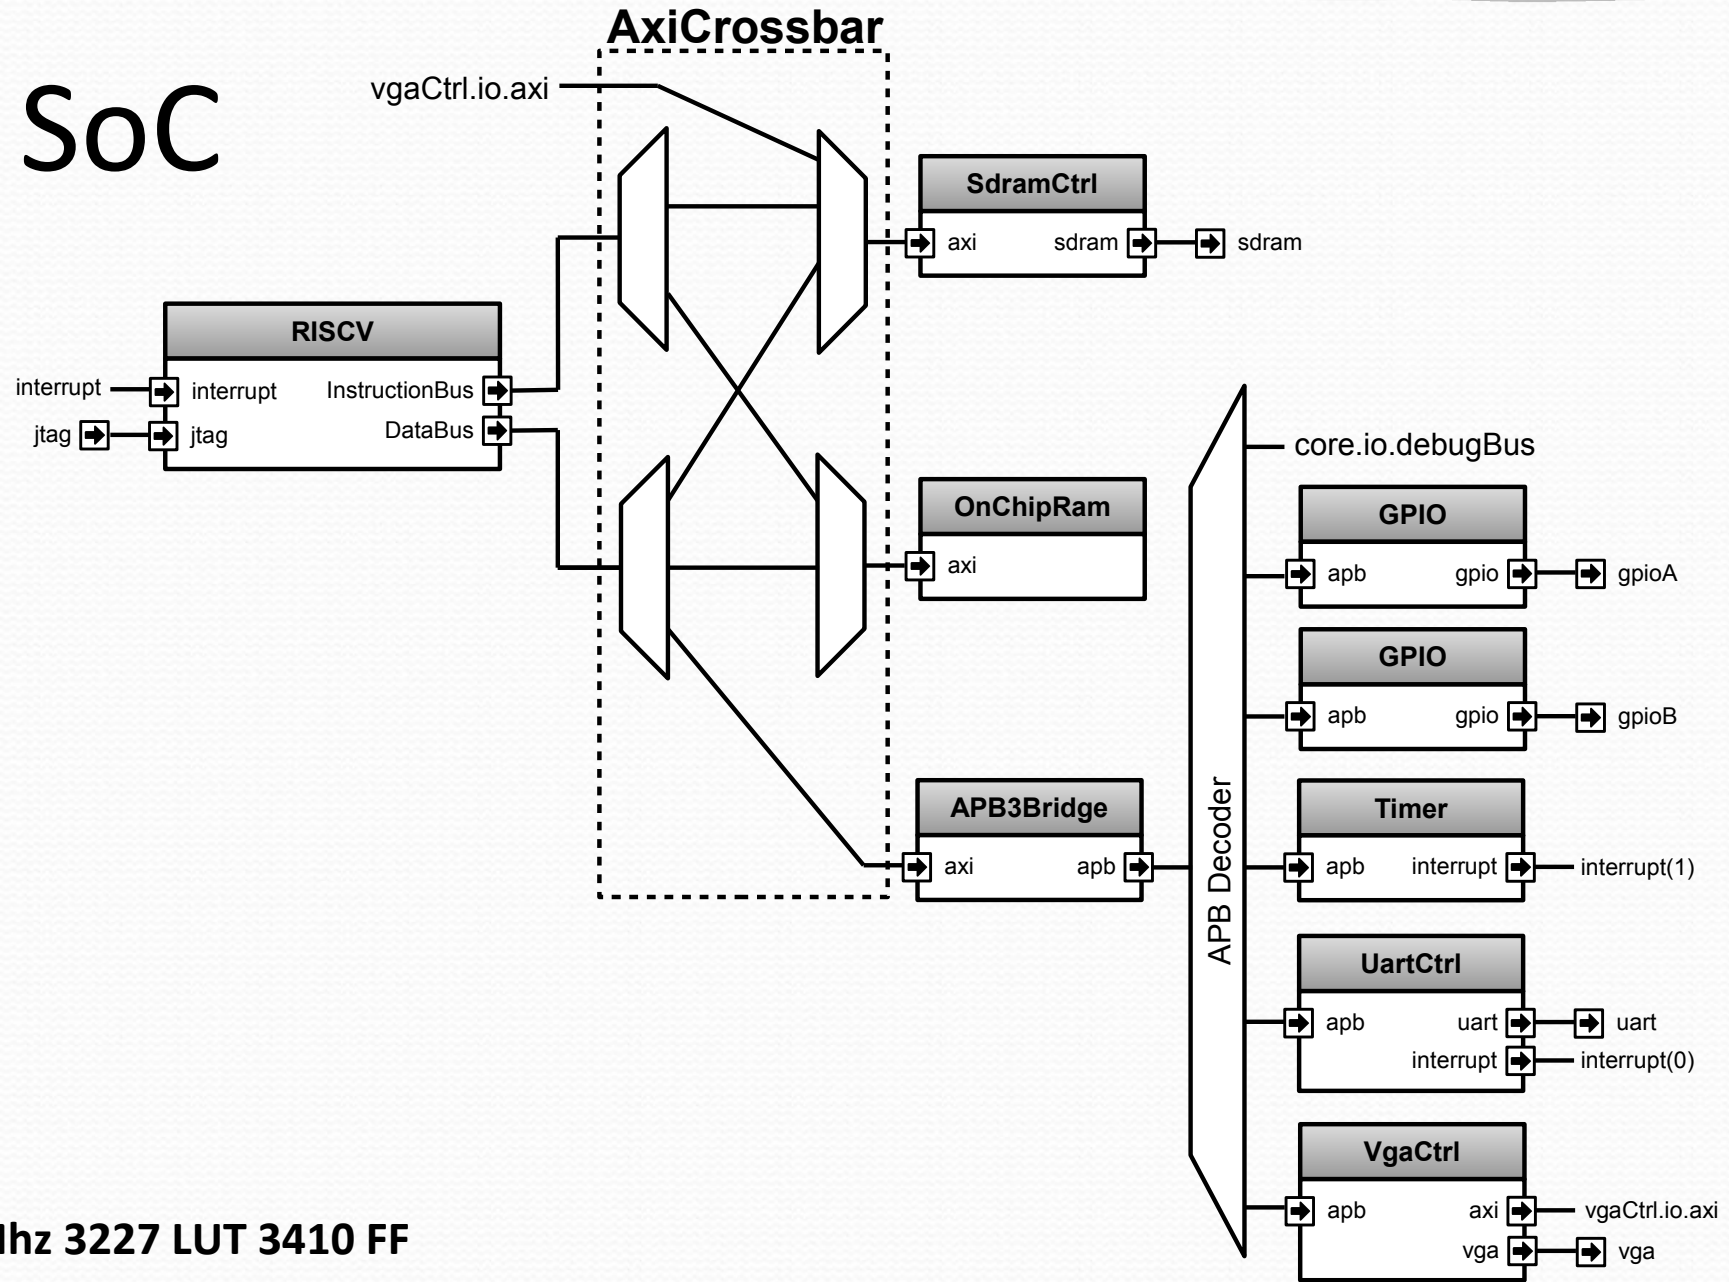 AxiCrossbar
SoC
vgaCtrl.io.axi
SdramCtrl
axi
sdram
sdram
RISCV
interrupt
interrupt
InstructionBus
jtag
jtag
DataBus
core.io.debugBus
OnChipRam
axi
GPIO
apb
gpio
gpioA
GPIO
apb
gpio
gpioB
APB3Bridge
axi
apb
APB Decoder
Timer
apb
interrupt
interrupt(1)
UartCtrl
apb
uart
uart
interrupt
interrupt(0)
VgaCtrl
apb
axi
vgaCtrl.io.axi
vga
vga
hz 3227 LUT 3410 FF